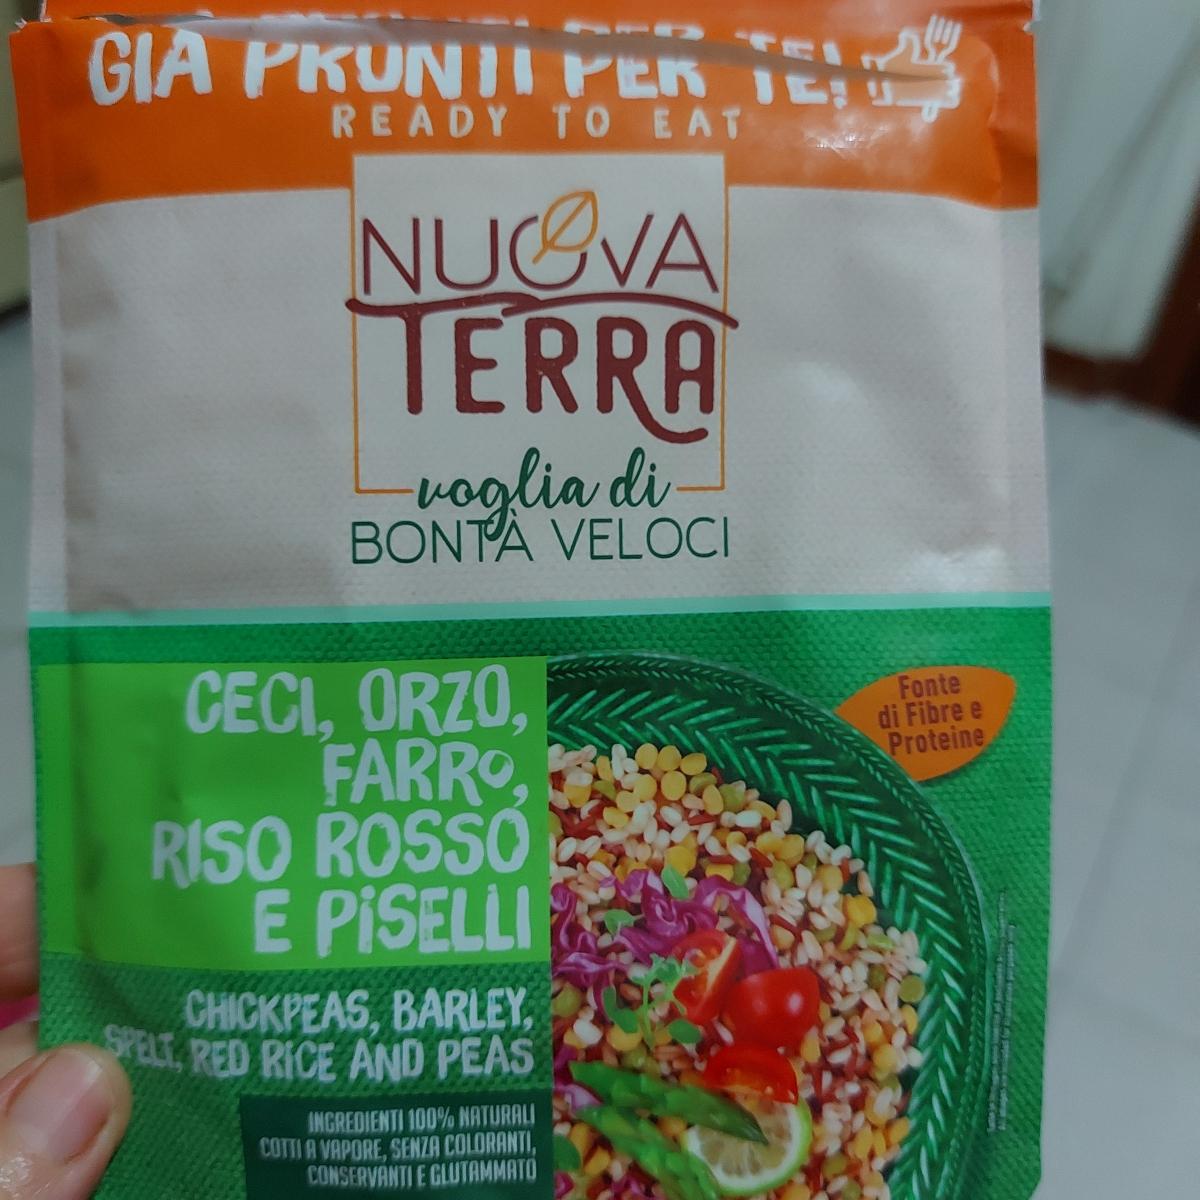 GIÀ PRONTI PER TE!
READY TO EAT
NUOVA
TERRA
voglia di
BONTÀ VELOCI
CECI, ORZO,
FARRO,
RISO ROSSO
E PISELLI
Fonte
di Fibre e
Proteine
CHICKPEAS, BARLEY,
SPELT, RED RICE AND PEAS
INGREDIENTI 100% NATURALI
COTTI A VAPORE, SENZA COLORANTI,
CONSERVANTI E GLUTAMMATO